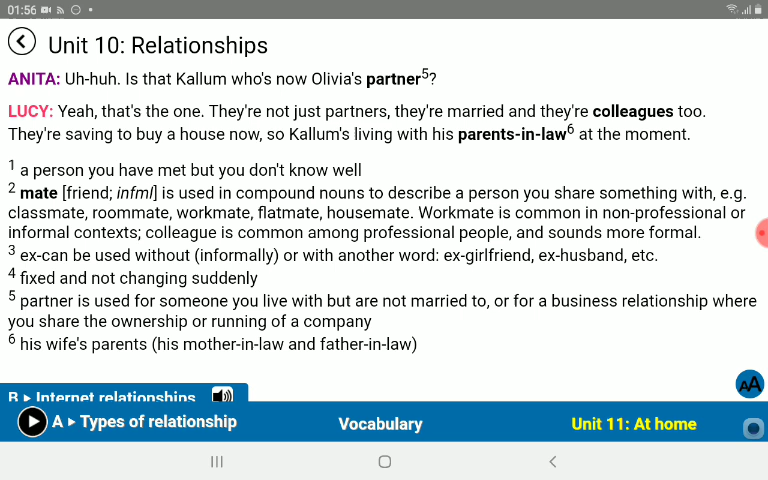 01:56
Unit 10: Relationships
ANITA: Uh-huh. Is that Kallum who's now Olivia's partner5?
LUCY: Yeah, that's the one. They're not just partners, they're married and they're colleagues too.
They're saving to buy a house now, so Kallum's living with his parents-in-law6 at the moment.
1 a person you have met but you don't know well
2 mate [friend; infml] is used in compound nouns to describe a person you share something with, e.g.
classmate, roommate, workmate, flatmate, housemate. Workmate is common in non-professional or
informal contexts; colleague is common among professional people, and sounds more formal.
3 ex-can be used without (informally) or with another word: ex-girlfriend, ex-husband, etc.
4 fixed and not changing suddenly
5 partner is used for someone you live with but are not married to, or for a business relationship where
you share the ownership or running of a company
6 his wife's parents (his mother-in-law and father-in-law)
AA
B ▸ Internet relationships
A ▸ Types of relationship
Vocabulary
Unit 11: At home